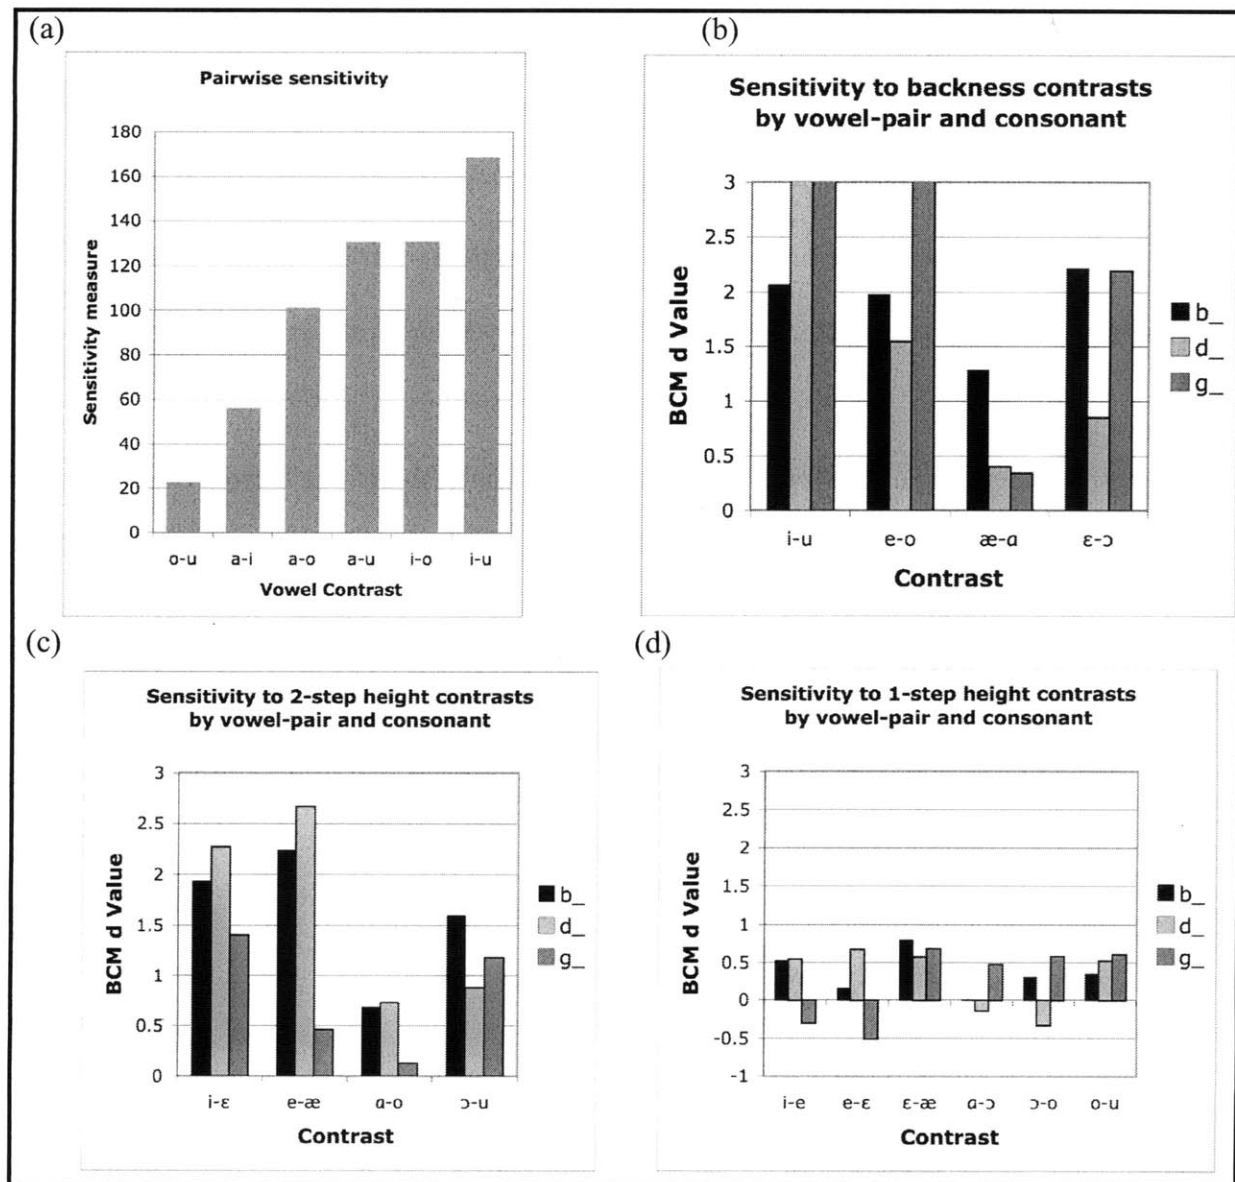 (a)
Pairwise sensitivity
Sensitivity measure
180
160
140
120
100
80
60
40
20
0
o-u a-i a-o a-u i-o i-u
Vowel Contrast
(b)
Sensitivity to backness contrasts
by vowel-pair and consonant
BCM d Value
3
2.5
2
1.5
1
0.5
0
i-u e-o æ-ɑ ɛ-ɔ
Contrast
b_
d_
g_
(c)
Sensitivity to 2-step height contrasts
by vowel-pair and consonant
BCM d Value
3
2.5
2
1.5
1
0.5
0
i-ɛ e-æ ɑ-o ɔ-u
Contrast
b_
d_
g_
(d)
Sensitivity to 1-step height contrasts
by vowel-pair and consonant
BCM d Value
3
2.5
2
1.5
1
0.5
0
-0.5
-1
i-e e-ɛ ɛ-æ ɑ-ɔ ɔ-o o-u
Contrast
b_
d_
g_